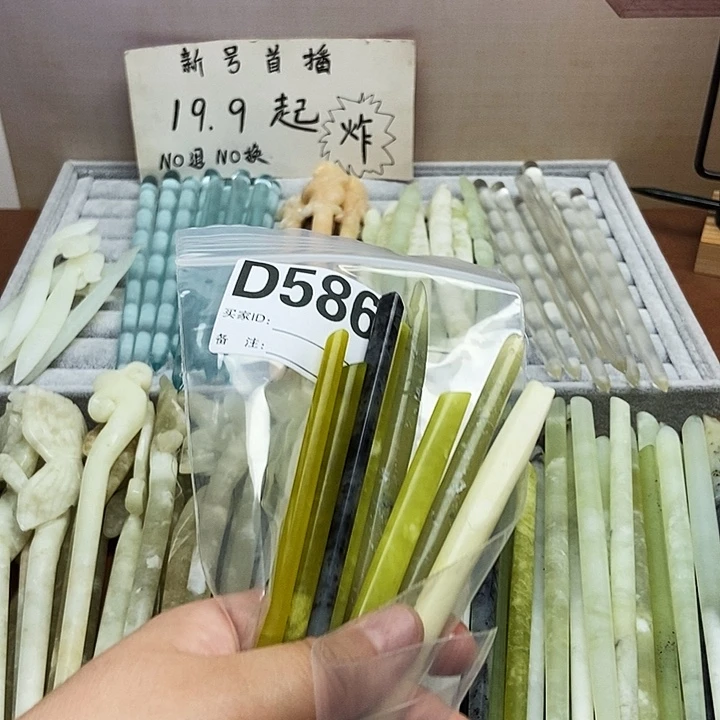 新号首播
19.9起 炸
NO退 NO换
D586
买家ID:
备 注: